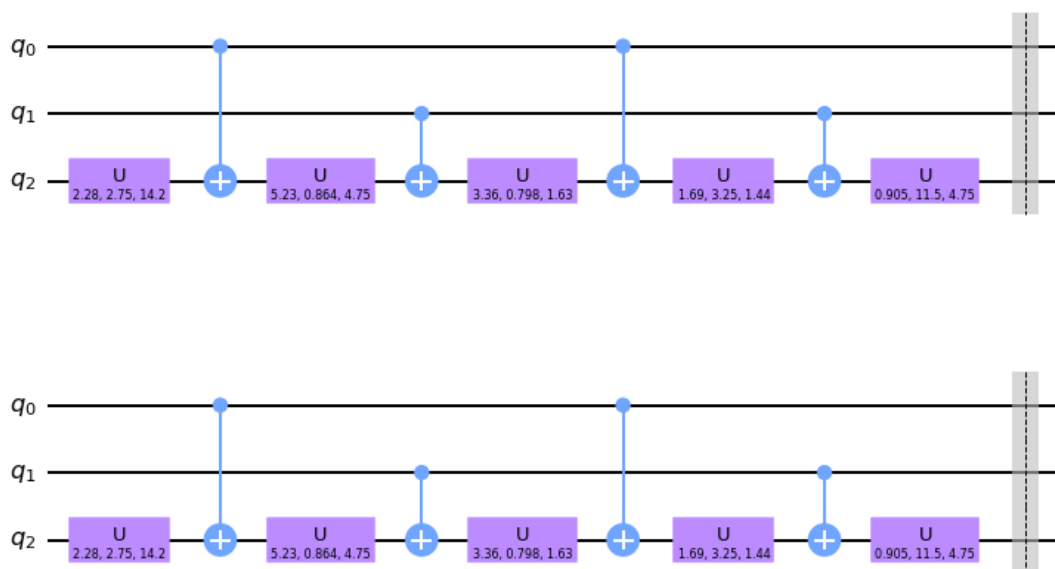 q0
q1
q2
U U U U U
2.28, 2.75, 14.2 5.23, 0.864, 4.75 3.36, 0.798, 1.63 1.69, 3.25, 1.44 0.905, 11.5, 4.75
q0
q1
q2
U U U U U
2.28, 2.75, 14.2 5.23, 0.864, 4.75 3.36, 0.798, 1.63 1.69, 3.25, 1.44 0.905, 11.5, 4.75